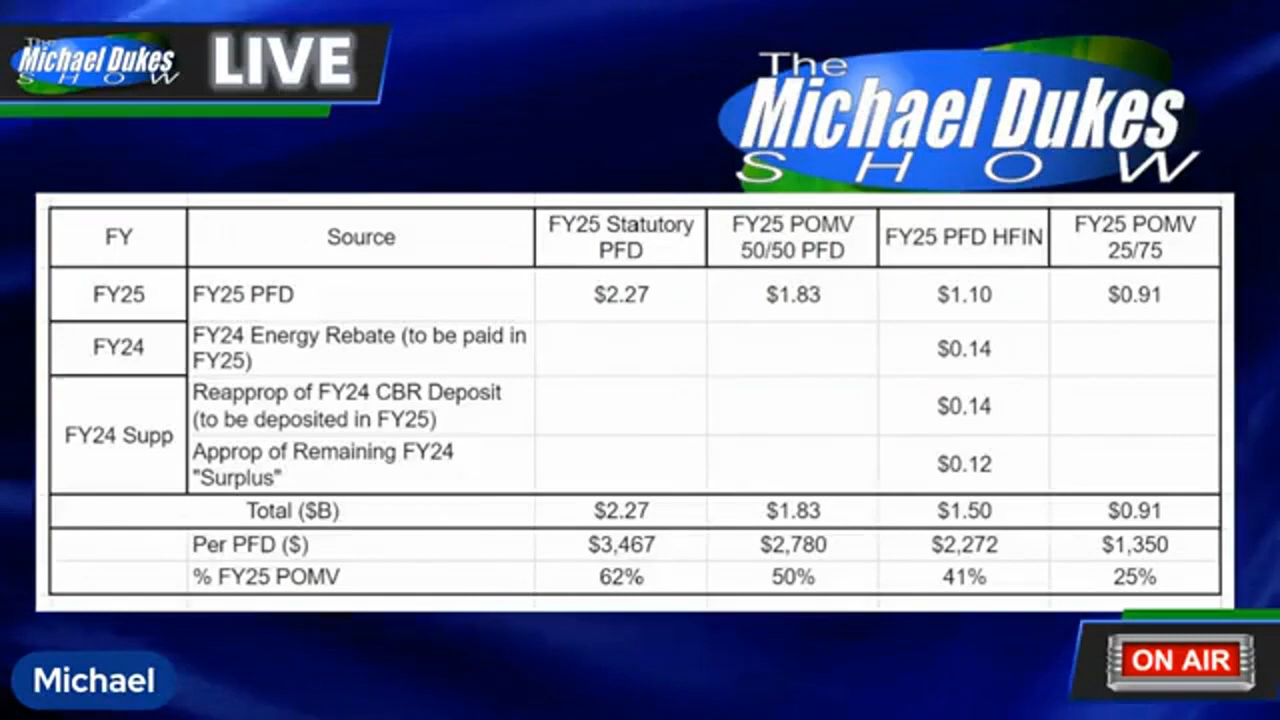 The
Michael Dukes
SHOW
LIVE
The
Michael Dukes
SHOW
FY Source FY25 Statutory PFD FY25 POMV 50/50 PFD FY25 PFD HFIN FY25 POMV 25/75
FY25 FY25 PFD $2.27 $1.83 $1.10 $0.91
FY24 FY24 Energy Rebate (to be paid in
FY25) $0.14
FY24 Supp Reapprop of FY24 CBR Deposit
(to be deposited in FY25) $0.14
Approp of Remaining FY24
"Surplus" $0.12
Total ($B) $2.27 $1.83 $1.50 $0.91
Per PFD ($) $3,467 $2,780 $2,272 $1,350
% FY25 POMV 62% 50% 41% 25%
Michael
ON AIR